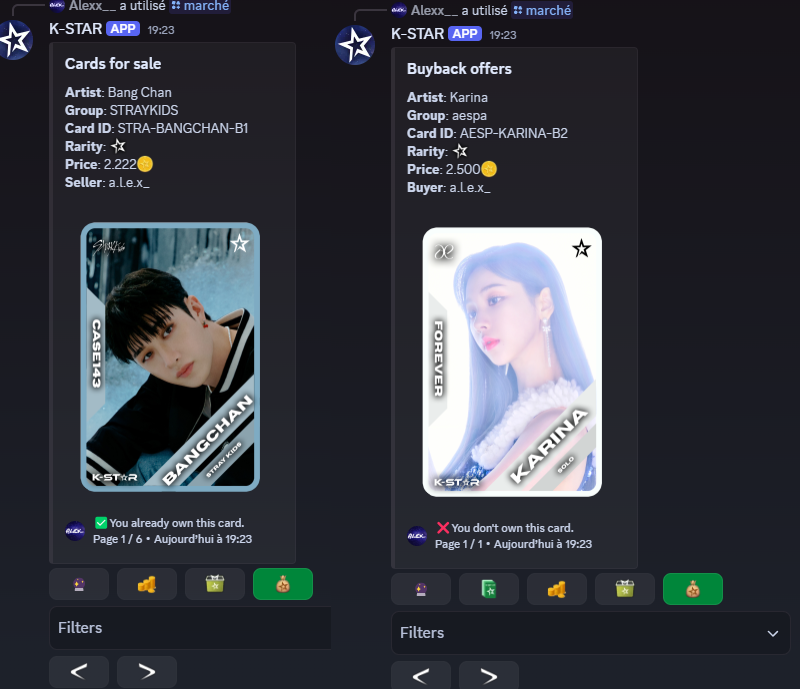 Alexx__ a utilisé marché
K-STAR APP 19:23
Cards for sale
Artist: Bang Chan
Group: STRAYKIDS
Card ID: STRA-BANGCHAN-B1
Rarity:
Price: 2.222
Seller: a.l.e.x_
CASE143
BANGCHAN
STRAY KIDS
K-ST☆R
ALEX..
You already own this card.
Page 1 / 6 • Aujourd'hui à 19:23
Filters
<
>
Alexx__ a utilisé marché
K-STAR APP 19:23
Buyback offers
Artist: Karina
Group: aespa
Card ID: AESP-KARINA-B2
Rarity:
Price: 2.500
Buyer: a.l.e.x_
æ
FOREVER
KARINA
SOLO
K-ST☆R
ALEX..
You don't own this card.
Page 1 / 1 • Aujourd'hui à 19:23
Filters
<
>